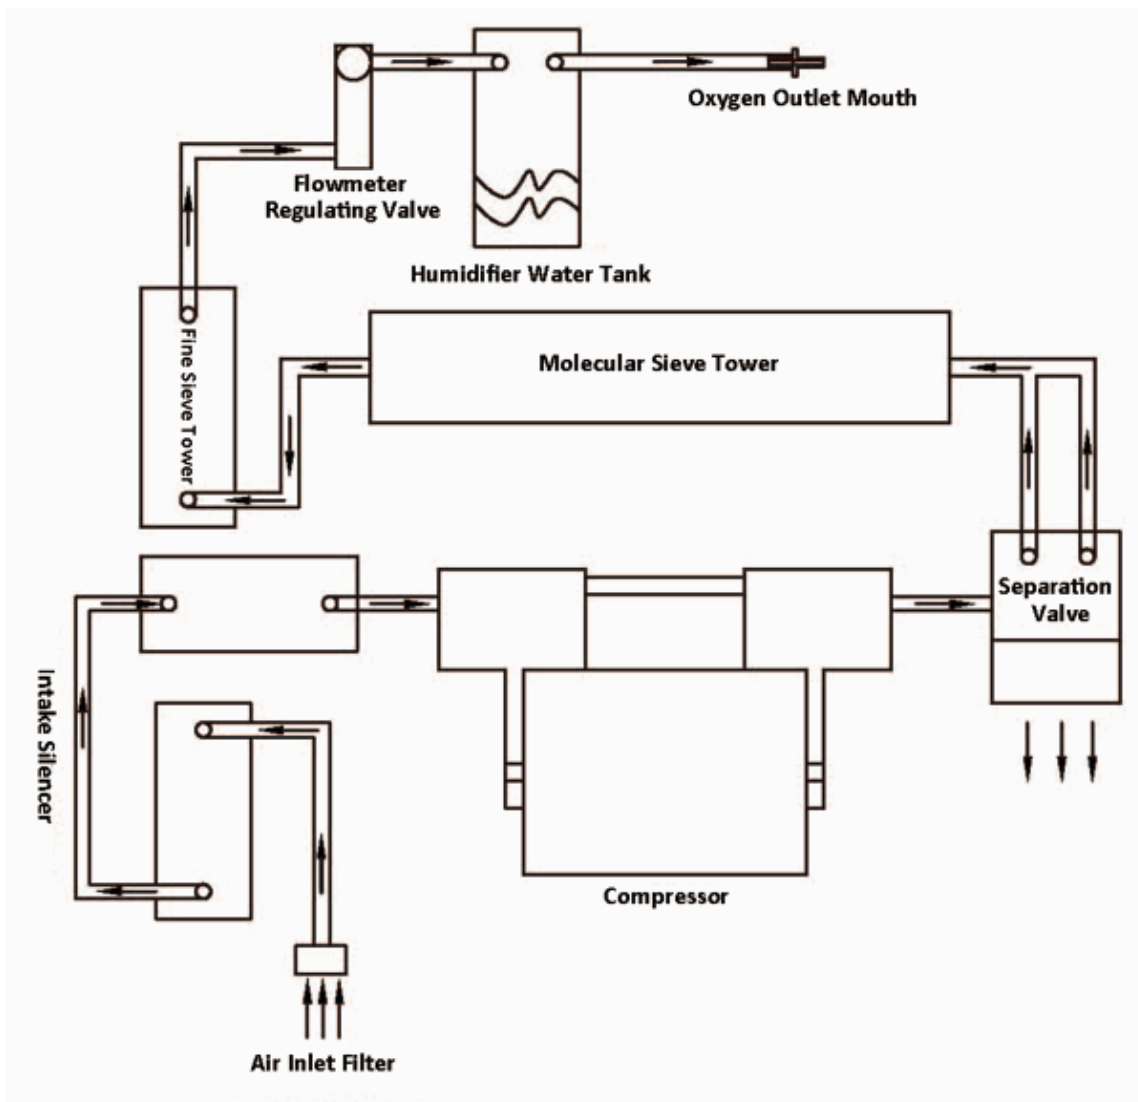 Oxygen Outlet Mouth
Flowmeter
Regulating Valve
Humidifier Water Tank
Fine Sieve Tower
Molecular Sieve Tower
Separation
Valve
Intake Silencer
Compressor
Air Inlet Filter